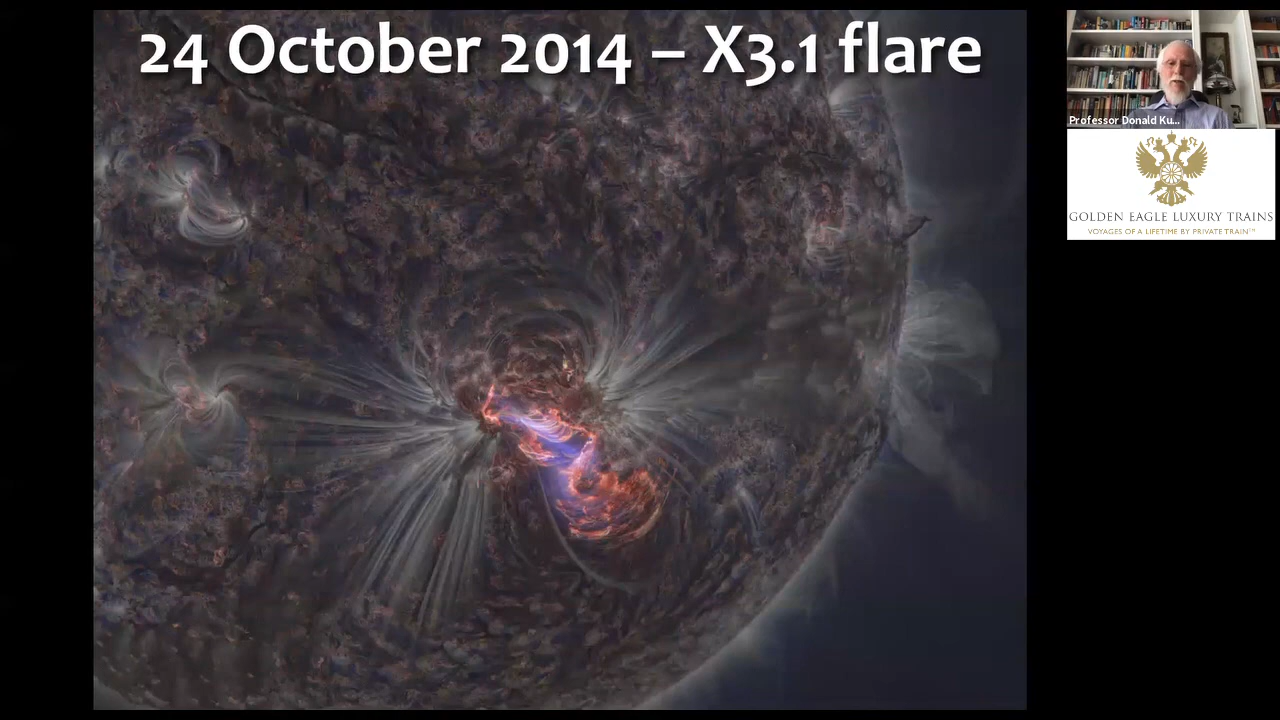 24 October 2014 – X3.1 flare
Professor Donald Ku...
GOLDEN EAGLE LUXURY TRAINS
VOYAGES OF A LIFETIME BY PRIVATE TRAIN™